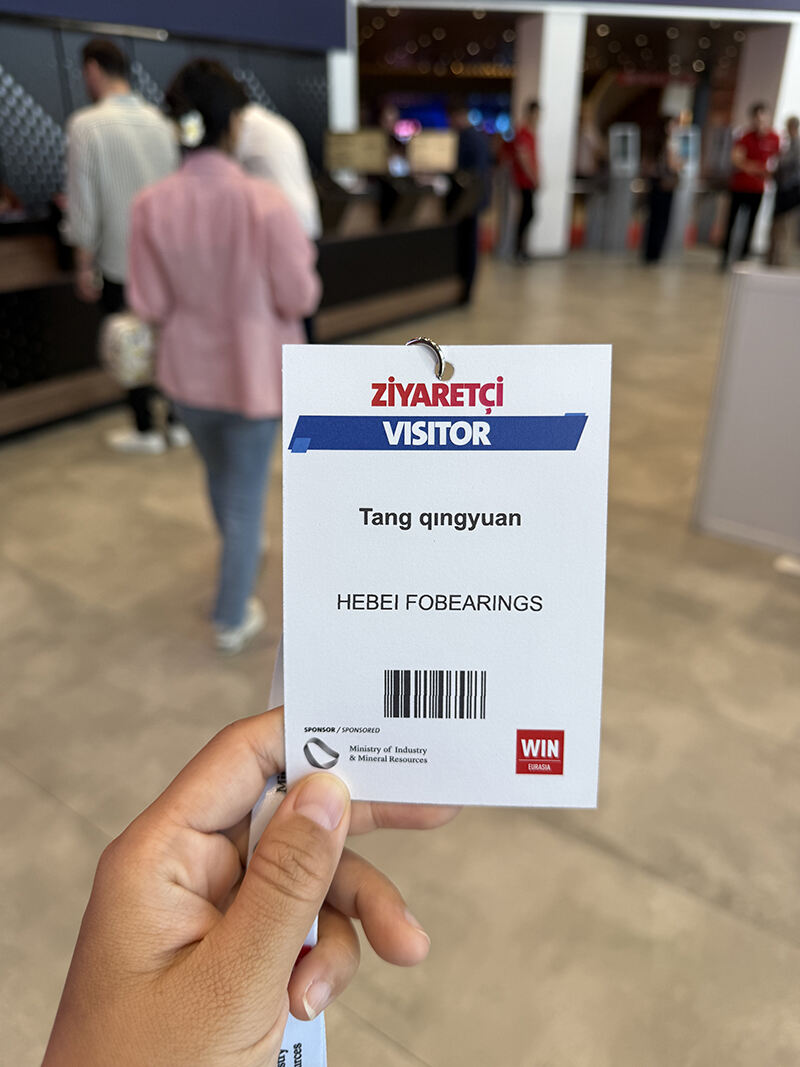 ZİYARETÇİ
VISITOR
Tang qıngyuan
HEBEI FOBEARINGS
SPONSOR / SPONSORED
Ministry of Industry
& Mineral Resources
WIN
EURASIA